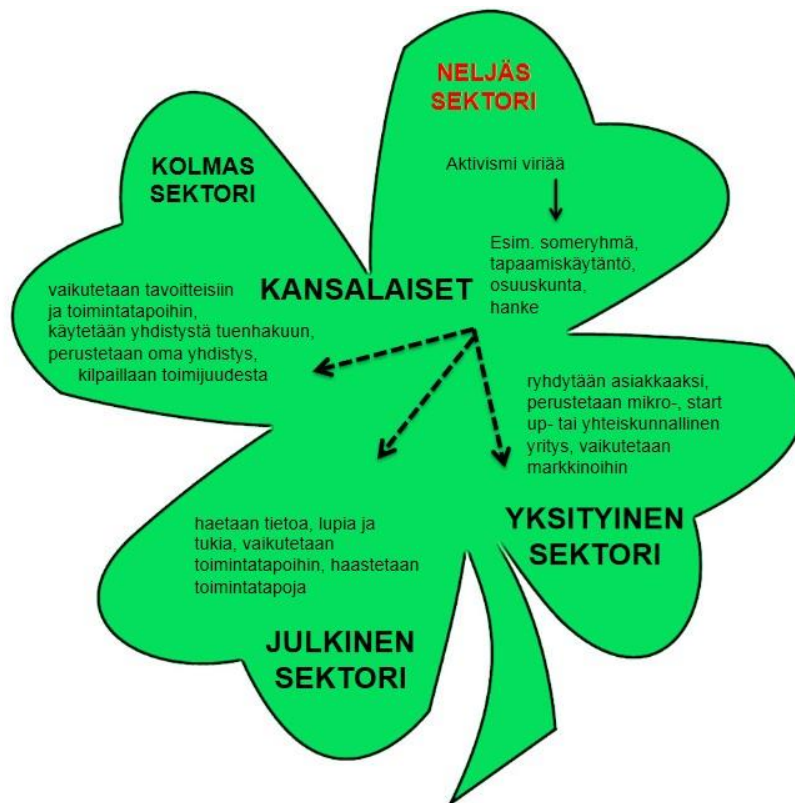 NELJÄS
SEKTORI
Aktivismi viriää
Esim. someryhmä,
tapaamiskäytäntö,
osuuskunta,
hanke
KOLMAS
SEKTORI
KANSALAISET
vaikutetaan tavoitteisiin
ja toimintatapoihin,
käytetään yhdistystä tuenhakuun,
perustetaan oma yhdistys,
kilpaillaan toimijuudesta
ryhdytään asiakkaaksi,
perustetaan mikro-, start
up- tai yhteiskunnallinen
yritys, vaikutetaan
markkinoihin
YKSITYINEN
SEKTORI
haetaan tietoa, lupia ja
tukia, vaikutetaan
toimintatapoihin, haastetaan
toimintatapoja
JULKINEN
SEKTORI